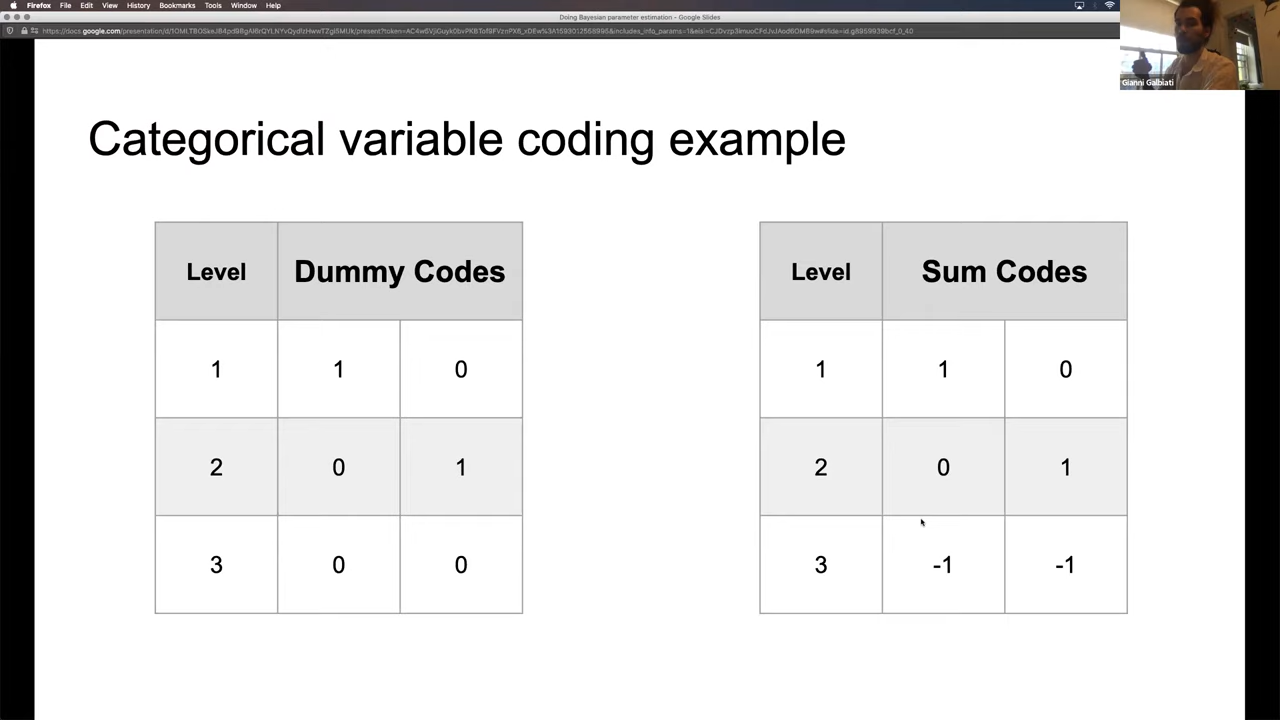 Firefox File Edit View History Bookmarks Tools Window Help
Doing Bayesian parameter estimation - Google Slides
Gianni Galbiati
Categorical variable coding example
Level Dummy Codes
1 1 0
2 0 1
3 0 0
Level Sum Codes
1 1 0
2 0 1
3 -1 -1